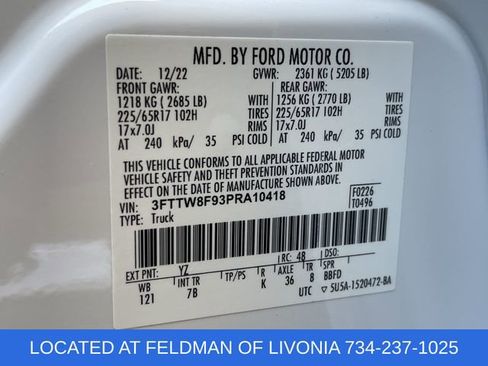 MFD. BY FORD MOTOR CO.
DATE: 12/22 GVWR: 2361 KG ( 5205 LB)
FRONT GAWR: REAR GAWR:
1218 KG ( 2685 LB) WITH 1256 KG ( 2770 LB) WITH
225/65R17 102H TIRES 225/65R17 102H TIRES
17x7.0J RIMS 17x7.0J RIMS
AT 240 kPa/ 35 PSI COLD AT 240 kPa/ 35 PSI COLD
THIS VEHICLE CONFORMS TO ALL APPLICABLE FEDERAL MOTOR
VEHICLE SAFETY AND THEFT PREVENTION STANDARDS IN
EFFECT ON THE DATE OF MANUFACTURE SHOWN ABOVE.
VIN: 3FTTW8F93PRA10418 F0226
TYPE: Truck T0496
EXT PNT: YZ RC: 48 DSO:
WB INT TR TP/PS R AXLE TR SPR
121 7B K 36 8 BBFD
UTC 5U5A-1520472-BA
LOCATED AT FELDMAN OF LIVONIA 734-237-1025